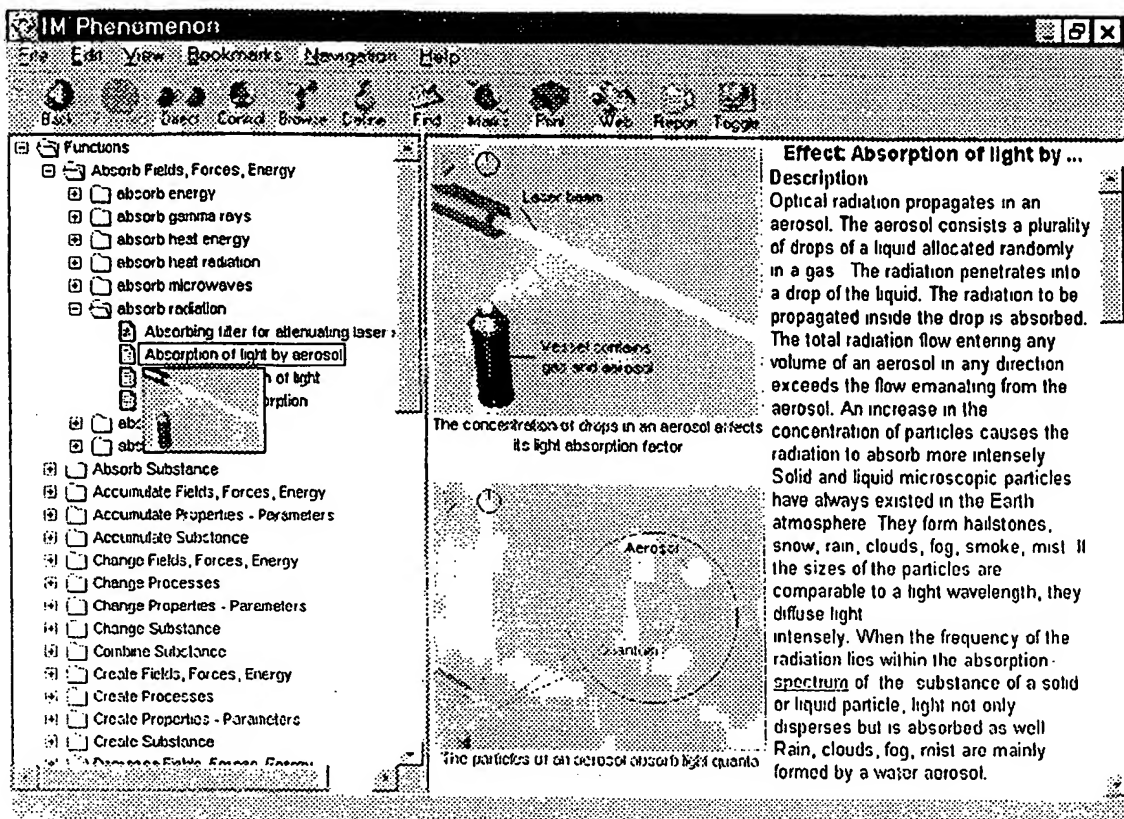 IM Phenomenon
File Edit View Bookmarks Navigation Help
Back Direct Control Browse Define Find Marks Print Web Report Toggle
Functions
Absorb Fields, Forces, Energy
absorb energy
absorb gamma rays
absorb heat energy
absorb heat radiation
absorb microwaves
absorb radiation
Absorbing filter for attenuating laser
Absorption of light by aerosol
of light
orption
abs
abs
Absorb Substance
Accumulate Fields, Forces, Energy
Accumulate Properties - Parameters
Accumulate Substance
Change Fields, Forces, Energy
Change Processes
Change Properties - Parameters
Change Substance
Combine Substance
Create Fields, Forces, Energy
Create Processes
Create Properties - Parameters
Create Substance
Fields, Forces, Energy
Laser beam
Vessel contains
gas and aerosol
The concentration of drops in an aerosol affects
its light absorption factor
Aerosol
Quantum
The particles of an aerosol absorb light quanta
Effect: Absorption of light by ...
Description
Optical radiation propagates in an
aerosol. The aerosol consists a plurality
of drops of a liquid allocated randomly
in a gas The radiation penetrates into
a drop of the liquid. The radiation to be
propagated inside the drop is absorbed.
The total radiation flow entering any
volume of an aerosol in any direction
exceeds the flow emanating from the
aerosol. An increase in the
concentration of particles causes the
radiation to absorb more intensely
Solid and liquid microscopic particles
have always existed in the Earth
atmosphere They form hailstones,
snow, rain, clouds, fog, smoke, mist If
the sizes of the particles are
comparable to a light wavelength, they
diffuse light
intensely. When the frequency of the
radiation lies within the absorption
spectrum of the substance of a solid
or liquid particle, light not only
disperses but is absorbed as well
Rain, clouds, fog, mist are mainly
formed by a water aerosol.